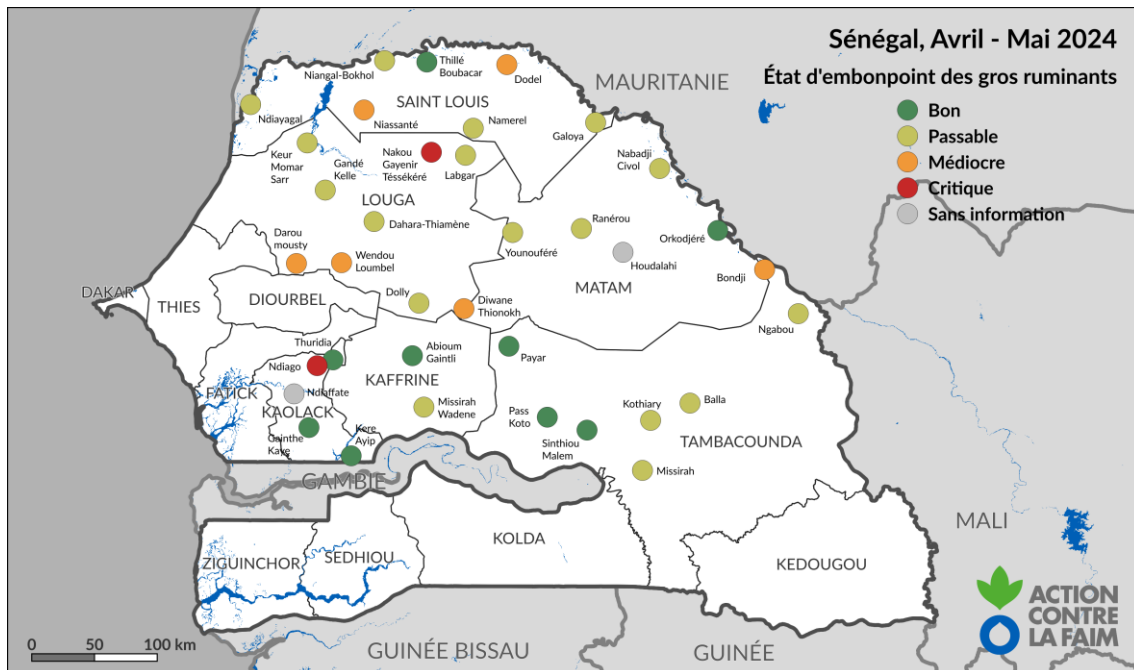 Sénégal, Avril - Mai 2024
État d'embonpoint des gros ruminants
Bon
Passable
Médiocre
Critique
Sans information
MAURITANIE
Niangal-Bokhol
Thillé
Boubacar
Dodel
SAINT LOUIS
Ndiayagal
Niassanté
Namerel
Galoya
Keur
Momar
Sarr
Gandé
Kelle
Nakou
Gayenir
Téssékéré
Labgar
Nabadji
Civol
LOUGA
Dahara-Thiamène
Ranérou
Younouféré
Orkodjéré
Houdalahi
Darou
mousty
Wendou
Loumbel
Bondji
MATAM
DAKAR
THIES
DIOURBEL
Dolly
Diwane
Thionokh
Ngabou
Thuridia
Abioum
Gaintli
Payar
Ndiago
KAFFRINE
FATICK
Ndiaffate
KAOLACK
Missirah
Wadene
Pass
Koto
Kothiary
Balla
Gainthe
Kaye
Kere
Ayip
Sinthiou
Malem
TAMBACOUNDA
Missirah
GAMBIE
MALI
KOLDA
ZIGUINCHOR
SEDHIOU
KEDOUGOU
0 50 100 km
GUINÉE BISSAU
GUINÉE
ACTION
CONTRE
LA FAIM